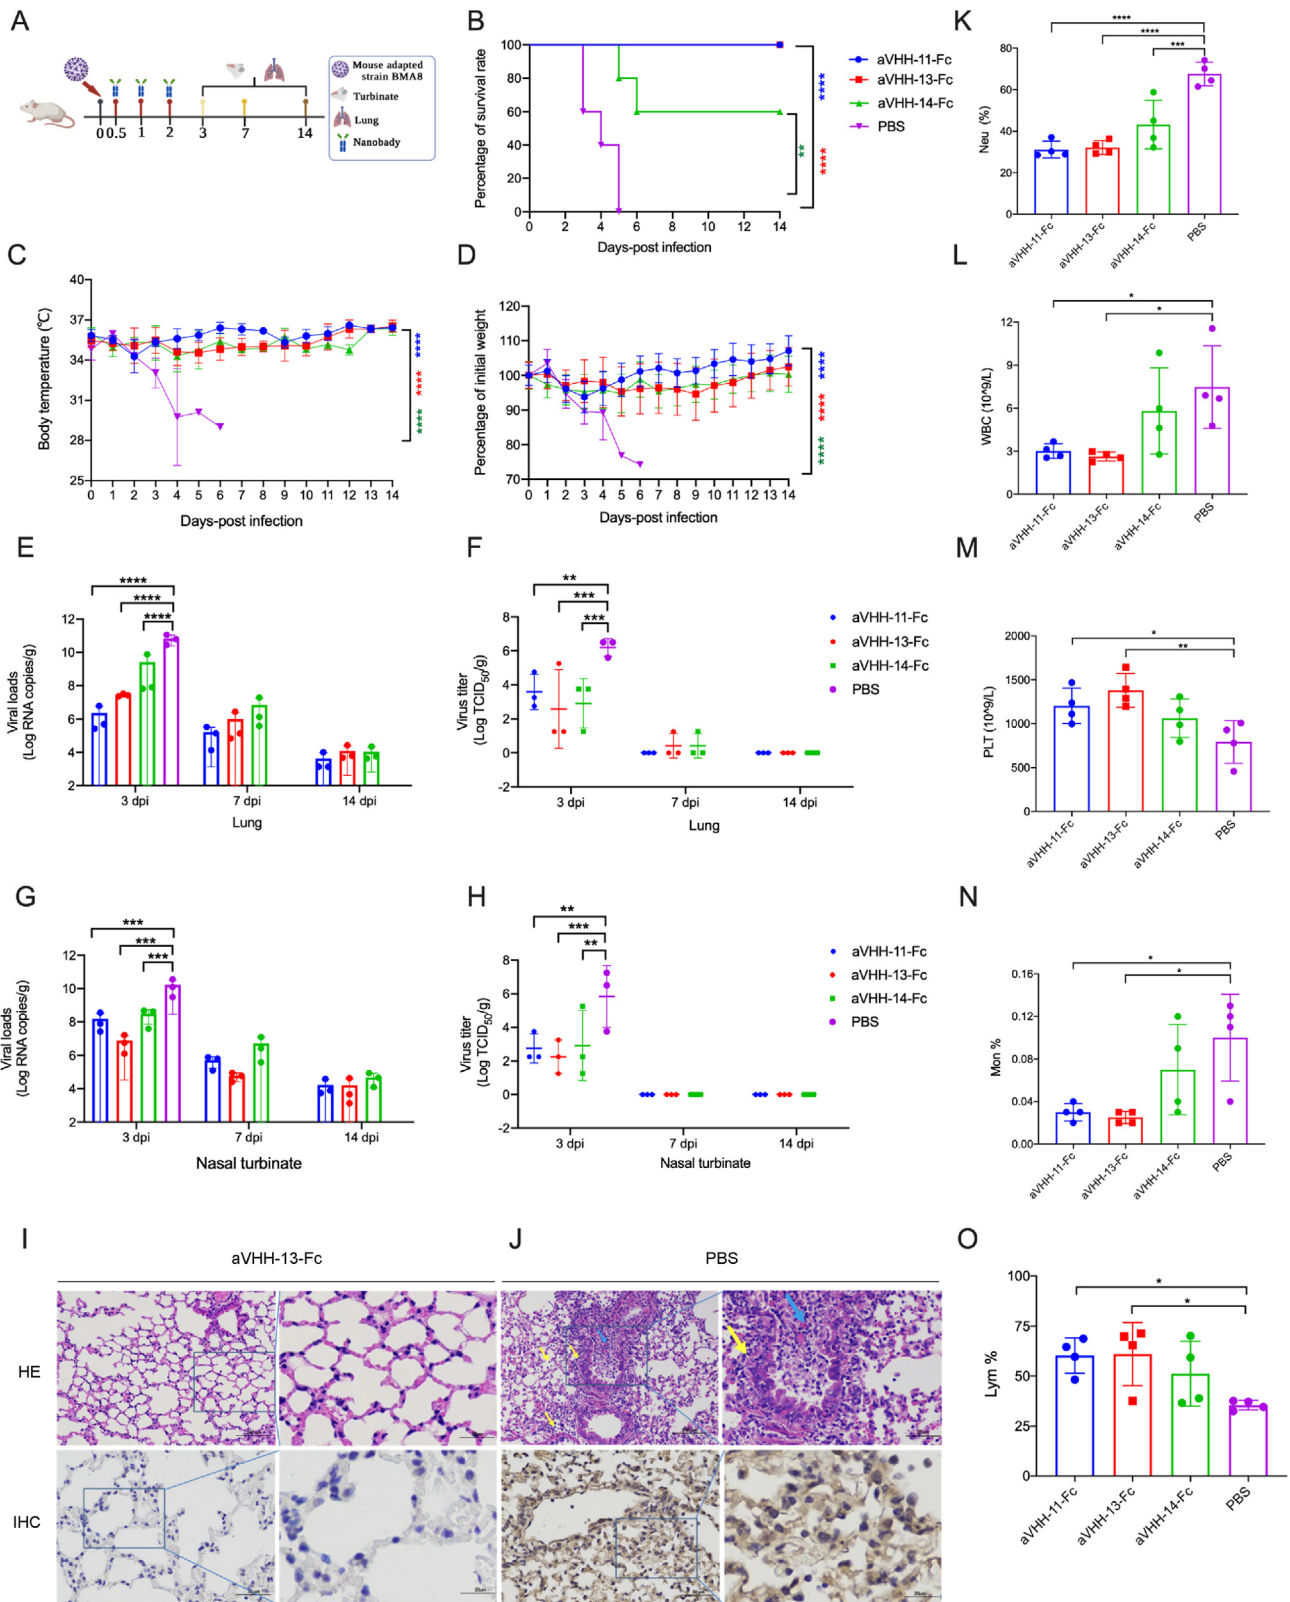 A
Mouse adapted
strain BMA8
Turbinate
Lung
Nanobady
0 0.5 1 2 3 7 14
B
Percentage of survival rate
100
80
60
40
20
0
0 2 4 6 8 10 12 14
Days-post infection
**
****
****
aVHH-11-Fc
aVHH-13-Fc
aVHH-14-Fc
PBS
K
****
****
***
Neu (%)
80
60
40
20
0
aVHH-11-Fc
aVHH-13-Fc
aVHH-14-Fc
PBS
C
Body temperature (℃)
40
37
34
31
28
25
0 1 2 3 4 5 6 7 8 9 10 11 12 13 14
Days-post infection
****
****
****
D
Percentage of initial weight
120
110
100
90
80
70
0 1 2 3 4 5 6 7 8 9 10 11 12 13 14
Days-post infection
****
****
****
L
*
*
WBC (10^9/L)
12
9
6
3
0
aVHH-11-Fc
aVHH-13-Fc
aVHH-14-Fc
PBS
E
****
****
****
Viral loads
(Log RNA copies/g)
12
10
8
6
4
2
3 dpi 7 dpi 14 dpi
Lung
F
**
***
***
Virus titer
(Log TCID50/g)
8
6
4
2
0
-2
3 dpi 7 dpi 14 dpi
Lung
aVHH-11-Fc
aVHH-13-Fc
aVHH-14-Fc
PBS
M
*
**
PLT (10^9/L)
2000
1500
1000
500
0
aVHH-11-Fc
aVHH-13-Fc
aVHH-14-Fc
PBS
G
***
***
***
Viral loads
(Log RNA copies/g)
12
10
8
6
4
2
3 dpi 7 dpi 14 dpi
Nasal turbinate
H
**
***
**
Virus titer
(Log TCID50/g)
8
6
4
2
0
-2
3 dpi 7 dpi 14 dpi
Nasal turbinate
aVHH-11-Fc
aVHH-13-Fc
aVHH-14-Fc
PBS
N
*
*
Mon %
0.16
0.12
0.08
0.04
0.00
aVHH-11-Fc
aVHH-13-Fc
aVHH-14-Fc
PBS
I
aVHH-13-Fc
J
PBS
HE
IHC
20um
20um
O
*
*
Lym %
100
75
50
25
0
aVHH-11-Fc
aVHH-13-Fc
aVHH-14-Fc
PBS